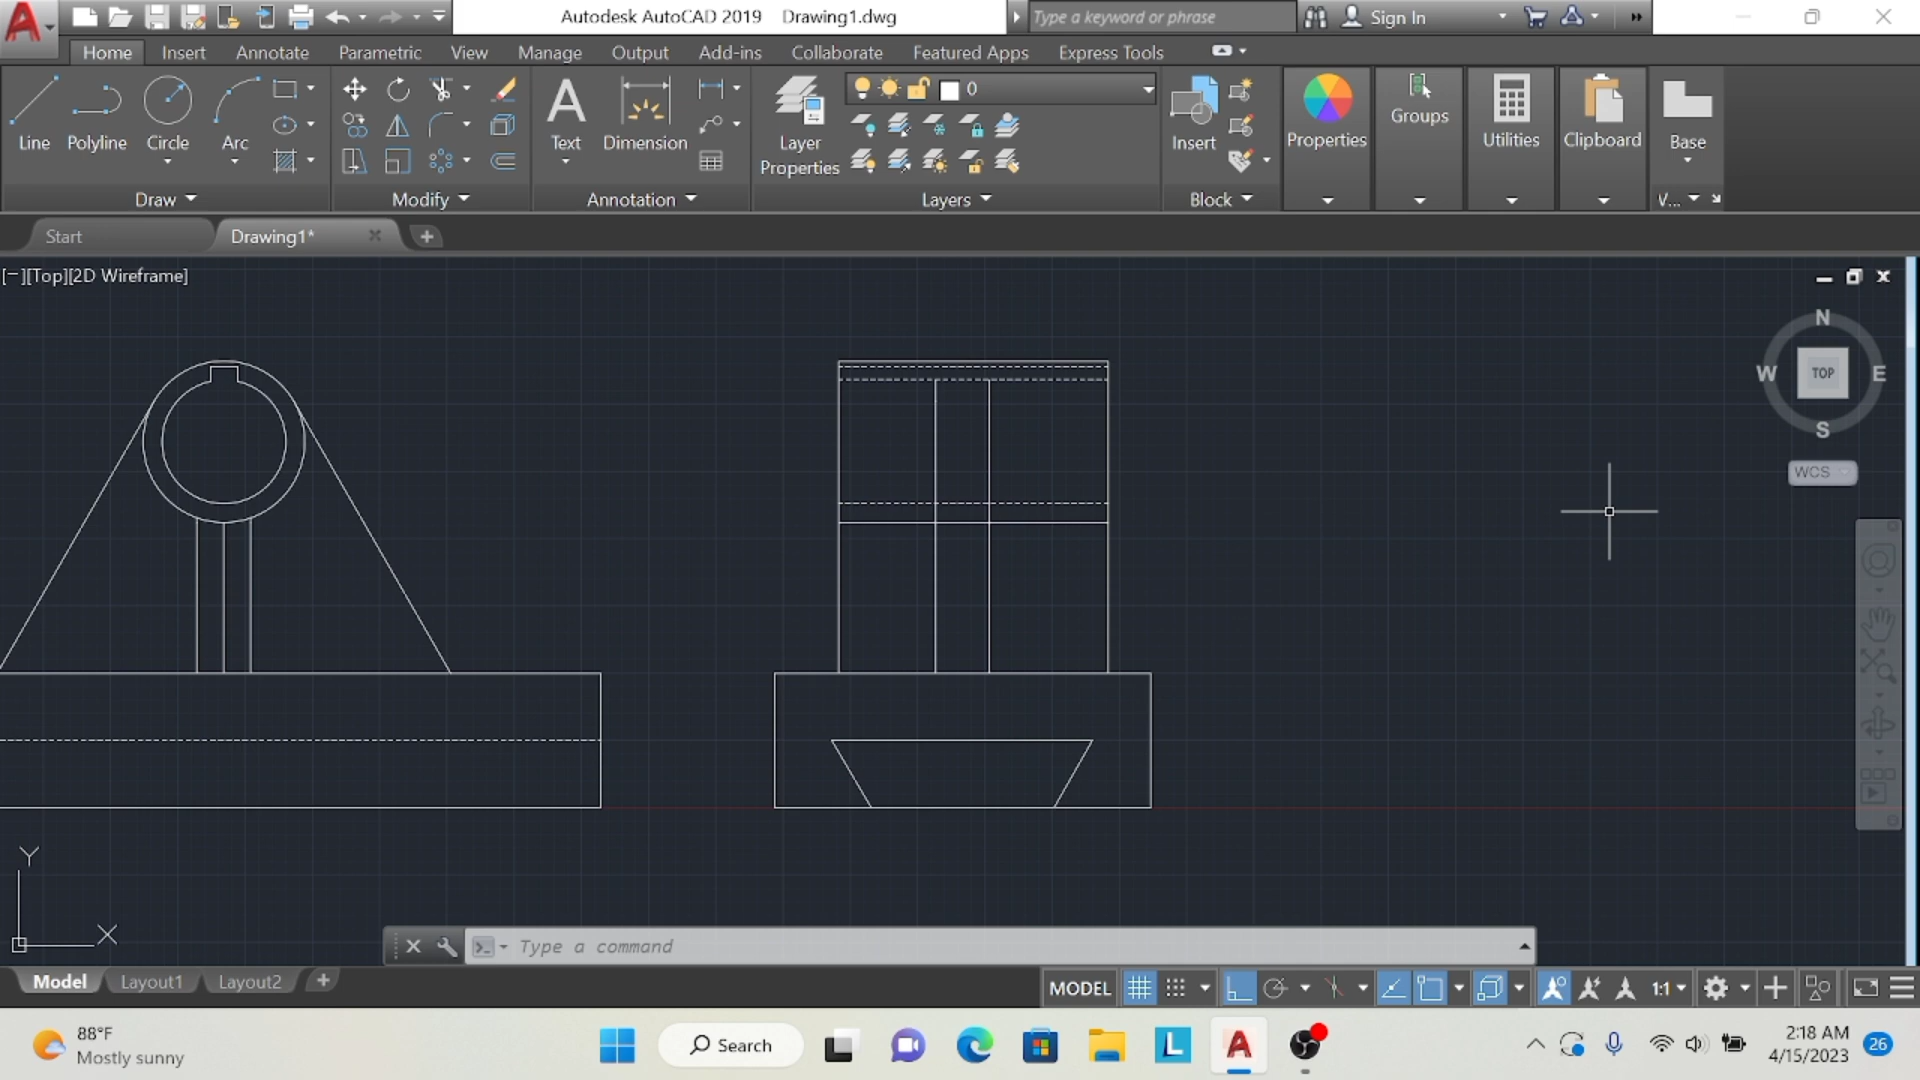 Autodesk AutoCAD 2019 Drawing1.dwg
Type a keyword or phrase
Sign In
Home Insert Annotate Parametric View Manage Output Add-ins Collaborate Featured Apps Express Tools
Line Polyline Circle Arc
Text Dimension
Layer Properties
0
Insert
Properties
Groups
Utilities
Clipboard
Base
Draw Modify Annotation Layers Block V...
Start Drawing1*
[−][Top][2D Wireframe]
N
W TOP E
S
WCS
Y
X
Type a command
Model Layout1 Layout2
MODEL 1:1
88°F
Mostly sunny
Search
2:18 AM
4/15/2023
26